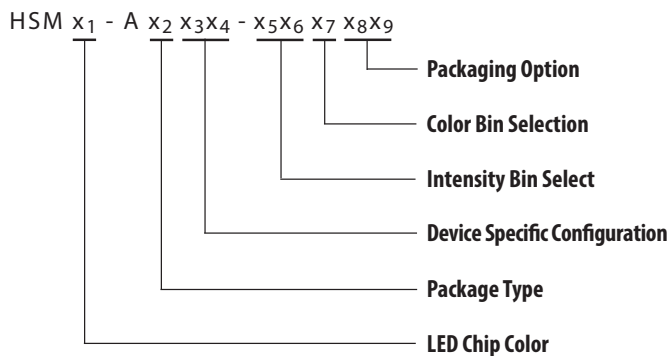 HSM x1 - A x2 x3x4 - x5x6 x7 x8x9
Packaging Option
Color Bin Selection
Intensity Bin Select
Device Specific Configuration
Package Type
LED Chip Color